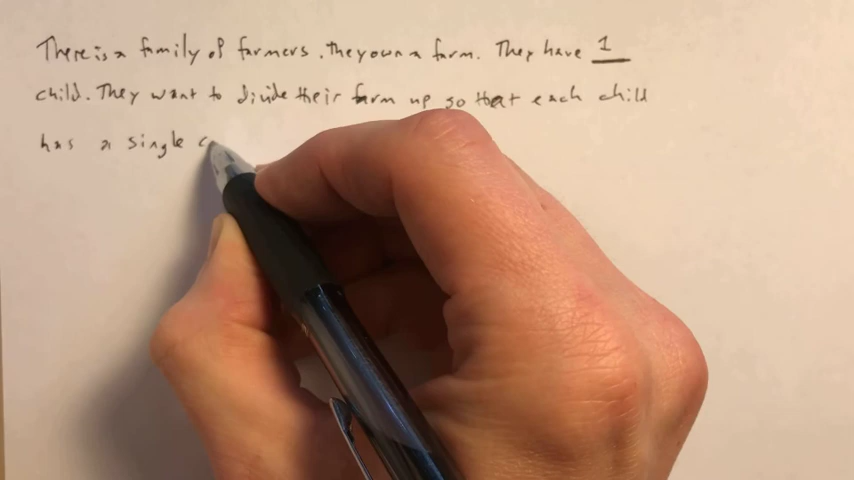 There is a family of farmers. They own a farm. They have 1
child. They want to divide their farm up so that each child
has a single c